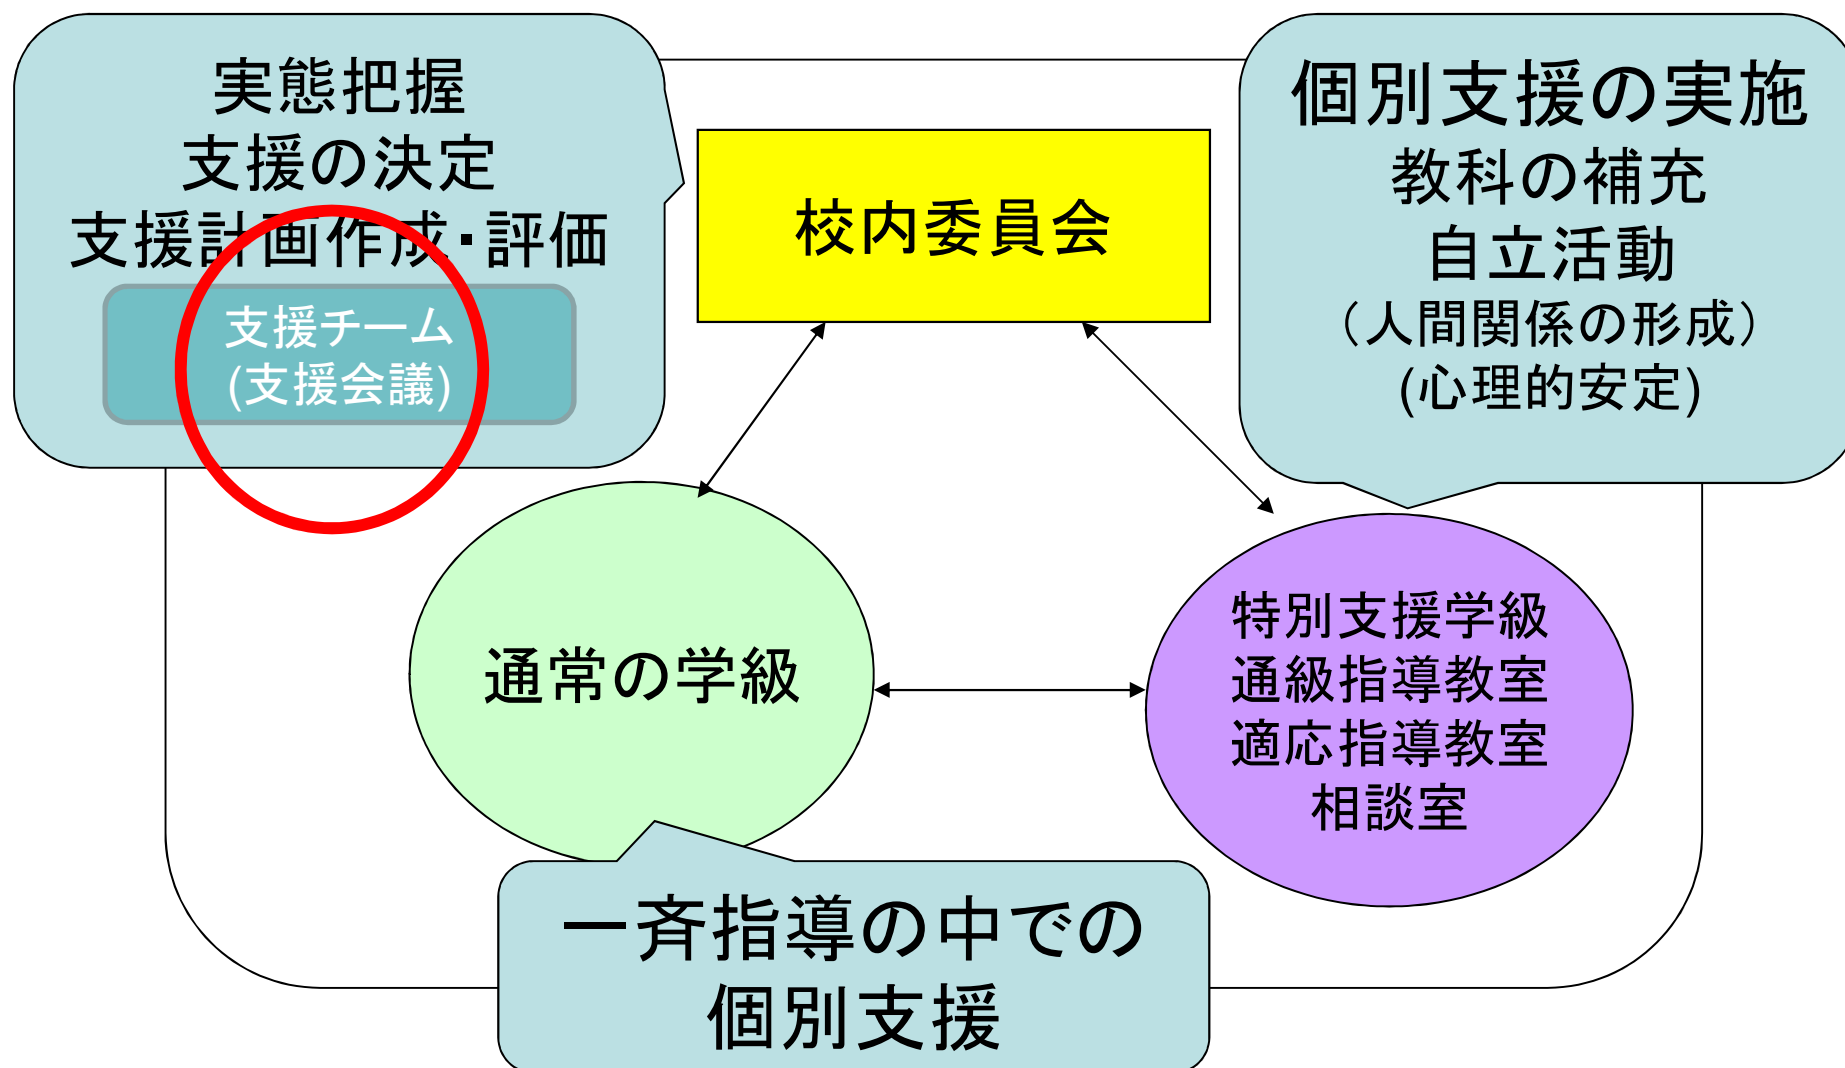 実態把握
支援の決定
支援計画作成・評価
支援チーム
(支援会議)
校内委員会
個別支援の実施
教科の補充
自立活動
（人間関係の形成）
(心理的安定)
通常の学級
特別支援学級
通級指導教室
適応指導教室
相談室
一斉指導の中での
個別支援